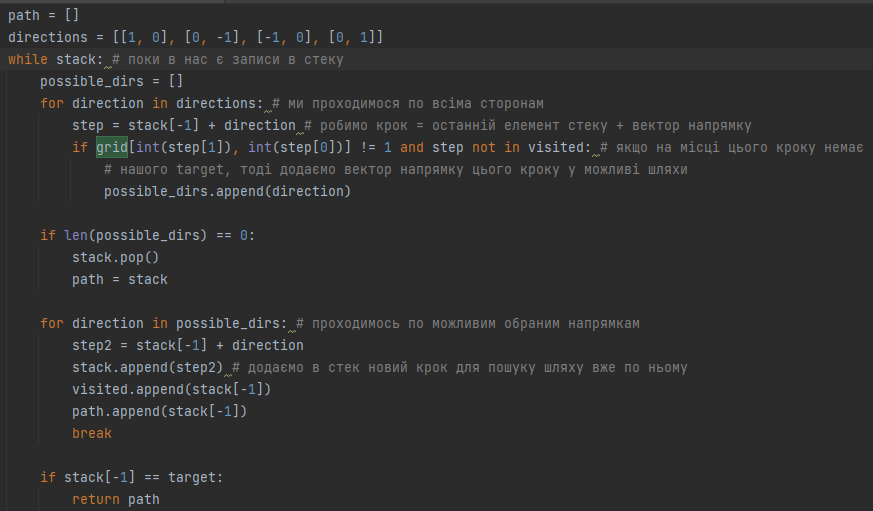 path = []
directions = [[1, 0], [0, -1], [-1, 0], [0, 1]]
while stack: # поки в нас є записи в стеку
    possible_dirs = []
    for direction in directions: # ми проходимося по всіма сторонам
        step = stack[-1] + direction # робимо крок = останній елемент стеку + вектор напрямку
        if grid[int(step[1]), int(step[0])] != 1 and step not in visited: # якщо на місці цього кроку немає
            # нашого target, тоді додаємо вектор напрямку цього кроку у можливі шляхи
            possible_dirs.append(direction)

    if len(possible_dirs) == 0:
        stack.pop()
        path = stack

    for direction in possible_dirs: # проходимось по можливим обраним напрямкам
        step2 = stack[-1] + direction
        stack.append(step2) # додаємо в стек новий крок для пошуку шляху вже по ньому
        visited.append(stack[-1])
        path.append(stack[-1])
        break

    if stack[-1] == target:
        return path